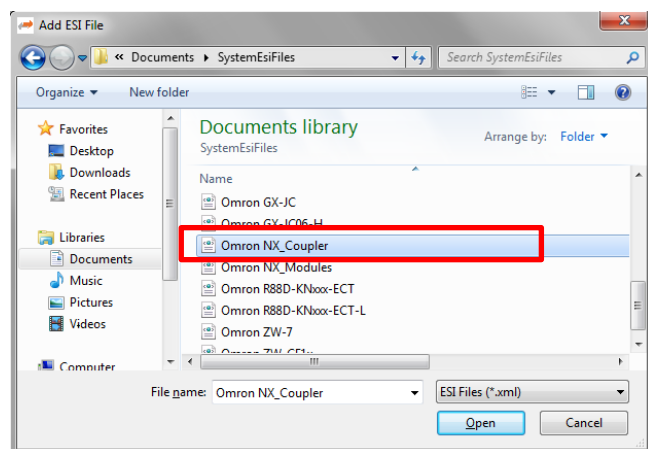 Add ESI File
« Documents ▸ SystemEsiFiles
Search SystemEsiFiles
Organize
New folder
Favorites
Desktop
Downloads
Recent Places
Libraries
Documents
Music
Pictures
Videos
Computer
Documents library
SystemEsiFiles
Arrange by: Folder
Name
Omron GX-JC
Omron GX-JC06-H
Omron NX_Coupler
Omron NX_Modules
Omron R88D-KNxxx-ECT
Omron R88D-KNxxx-ECT-L
Omron ZW-7
Omron ZW-CE1x
File name: Omron NX_Coupler
ESI Files (*.xml)
Open
Cancel